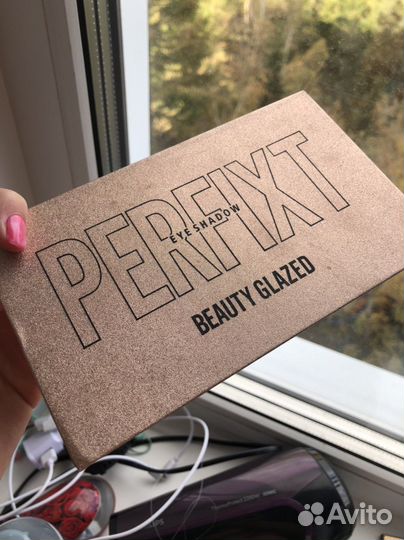 PERFIXT
EYE SHADOW
BEAUTY GLAZED
Avito